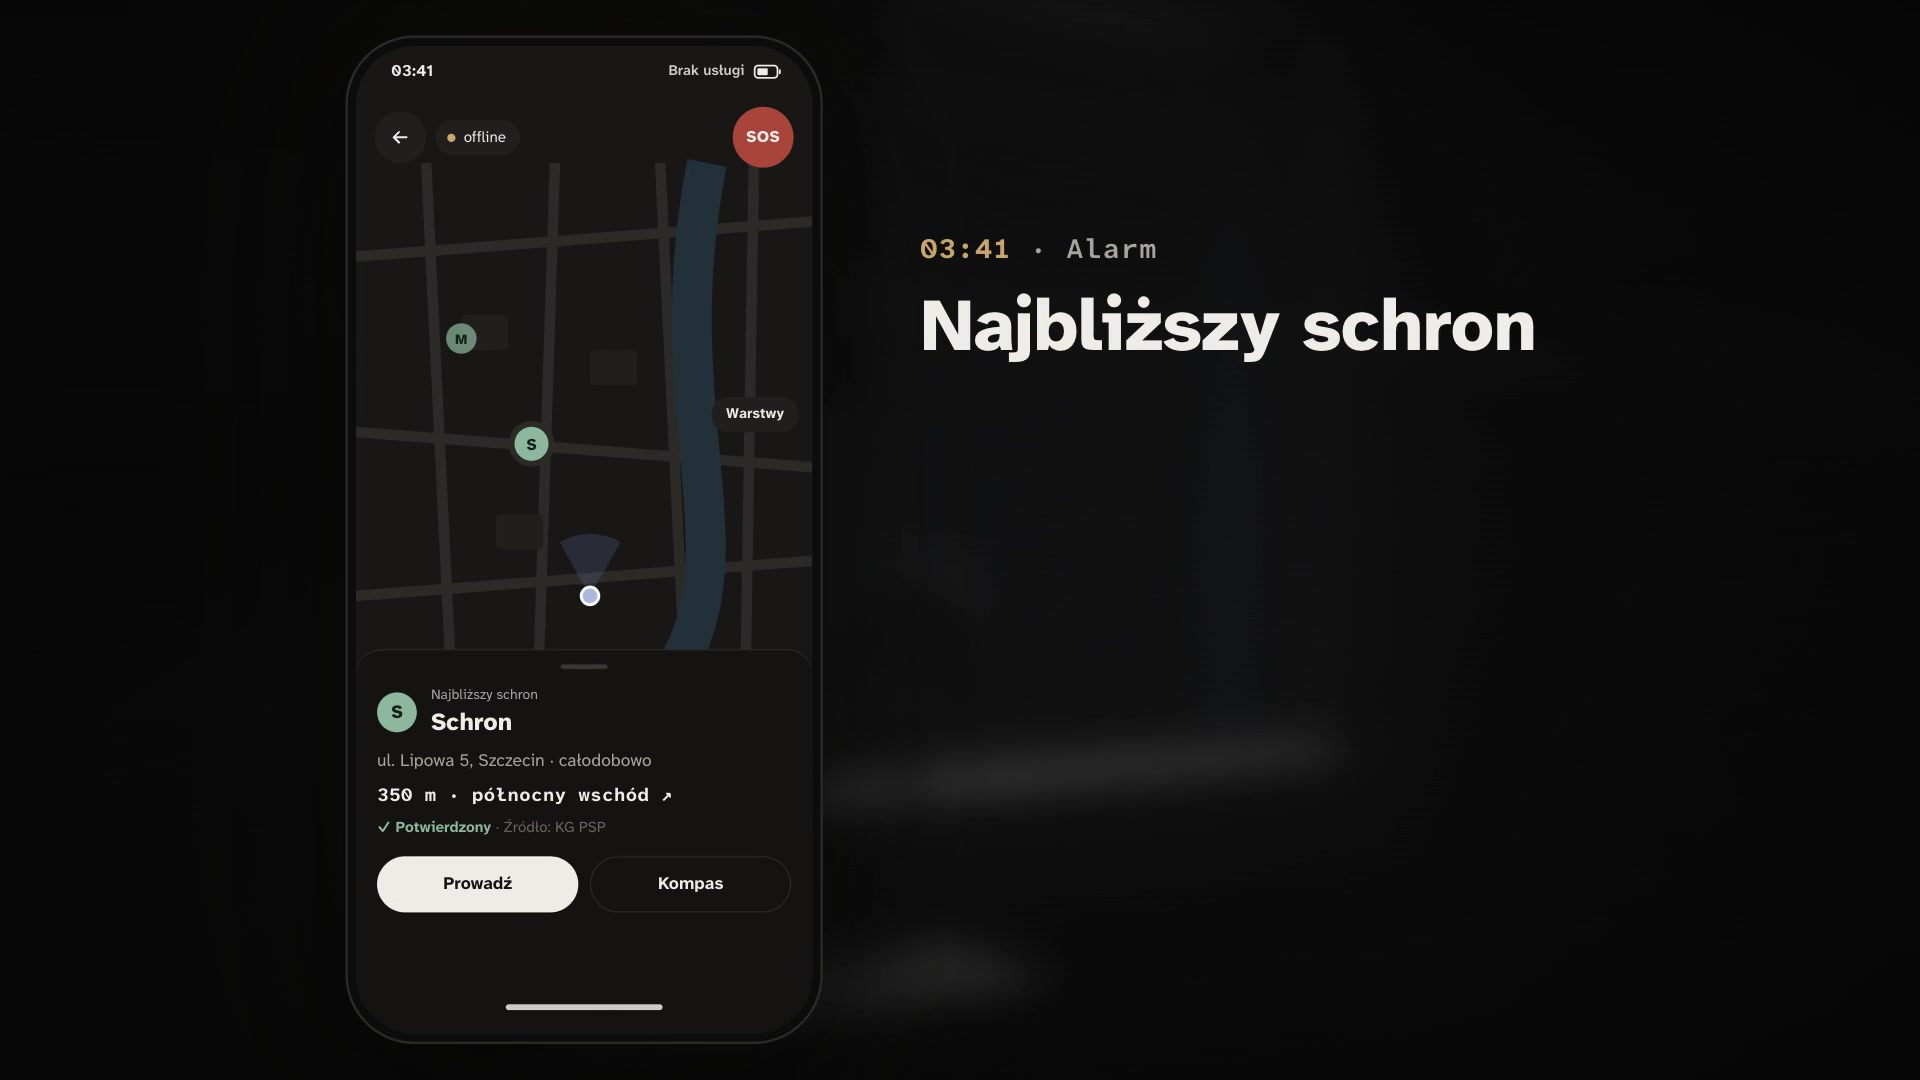 03:41
Brak usługi
offline
SOS
M
Warstwy
S
S
Najbliższy schron
Schron
ul. Lipowa 5, Szczecin · całodobowo
350 m · północny wschód ↗
✓ Potwierdzony · Źródło: KG PSP
Prowadź
Kompas
03:41 · Alarm
Najbliższy schron